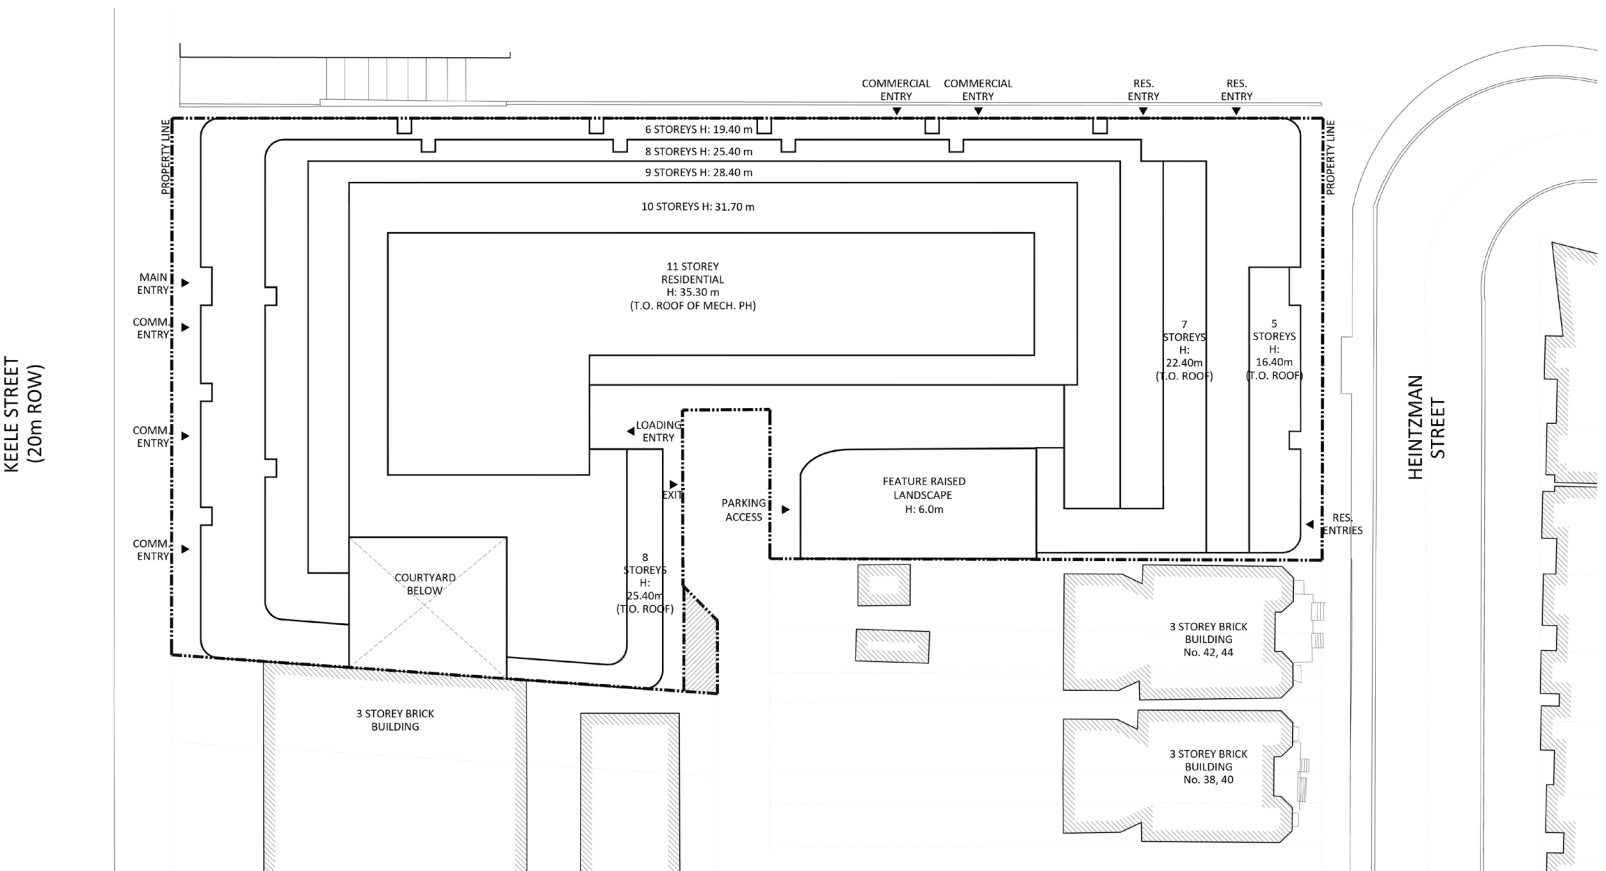 COMMERCIAL
ENTRY
COMMERCIAL
ENTRY
RES.
ENTRY
RES.
ENTRY
PROPERTY LINE
PROPERTY LINE
6 STOREYS H: 19.40 m
8 STOREYS H: 25.40 m
9 STOREYS H: 28.40 m
10 STOREYS H: 31.70 m
11 STOREY
RESIDENTIAL
H: 35.30 m
(T.O. ROOF OF MECH. PH)
MAIN
ENTRY
COMM.
ENTRY
COMM.
ENTRY
COMM.
ENTRY
KEELE STREET
(20m ROW)
7
STOREYS
H:
22.40m
(T.O. ROOF)
5
STOREYS
H:
16.40m
(T.O. ROOF)
HEINTZMAN
STREET
LOADING
ENTRY
EXIT
PARKING
ACCESS
FEATURE RAISED
LANDSCAPE
H: 6.0m
RES.
ENTRIES
COURTYARD
BELOW
8
STOREYS
H:
25.40m
(T.O. ROOF)
3 STOREY BRICK
BUILDING
No. 42, 44
3 STOREY BRICK
BUILDING
3 STOREY BRICK
BUILDING
No. 38, 40